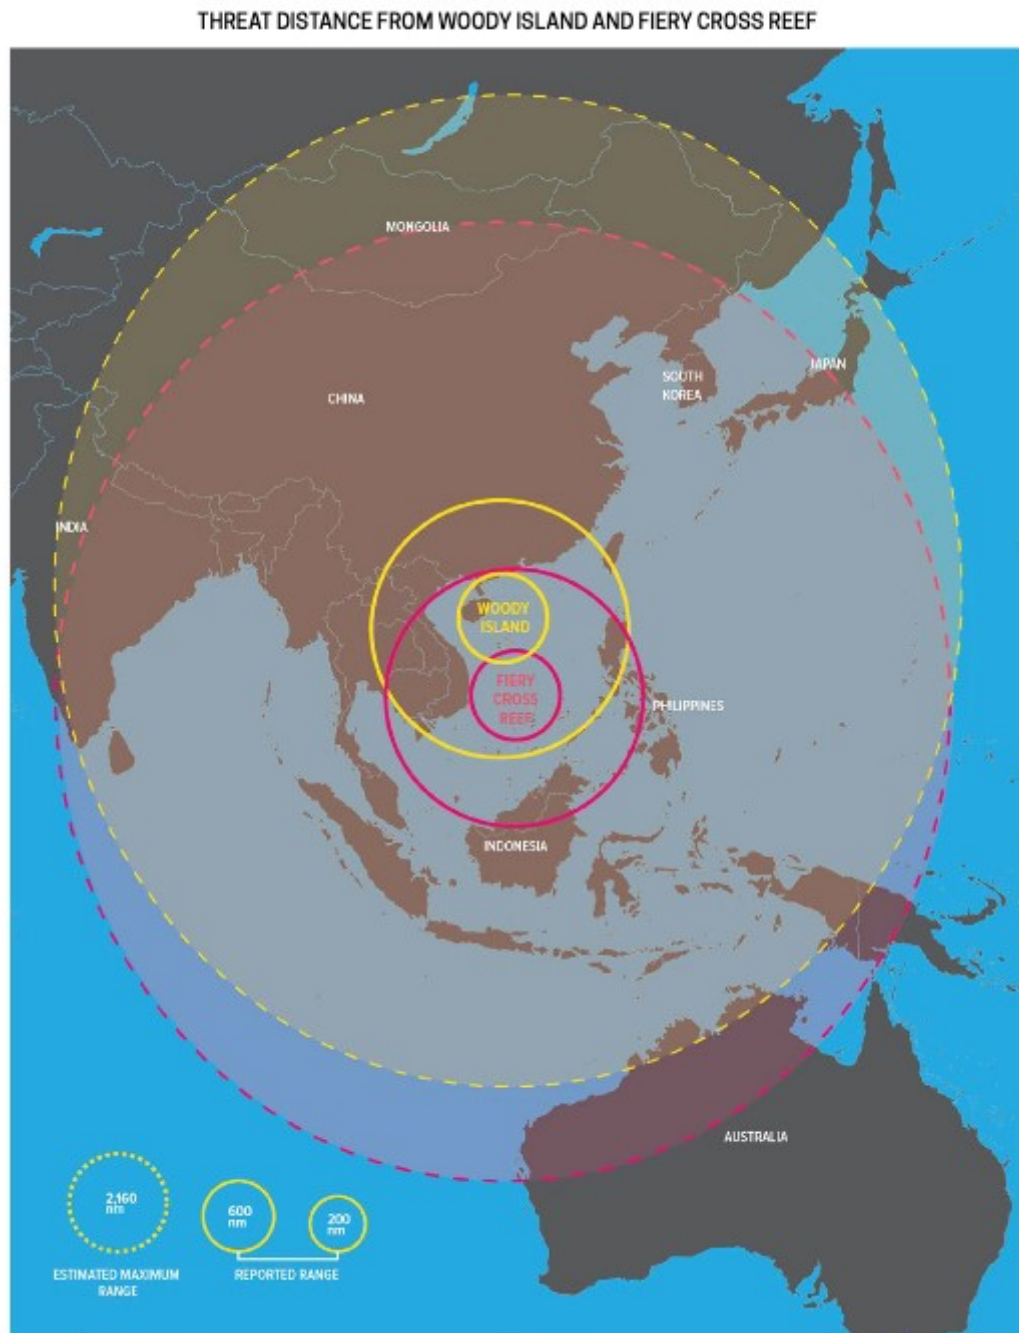 THREAT DISTANCE FROM WOODY ISLAND AND FIERY CROSS REEF
MONGOLIA
JAPAN
SOUTH
KOREA
CHINA
INDIA
WOODY
ISLAND
FIERY
CROSS
REEF
PHILIPPINES
INDONESIA
AUSTRALIA
2,160
nm
600
nm
200
nm
ESTIMATED MAXIMUM
RANGE
REPORTED RANGE